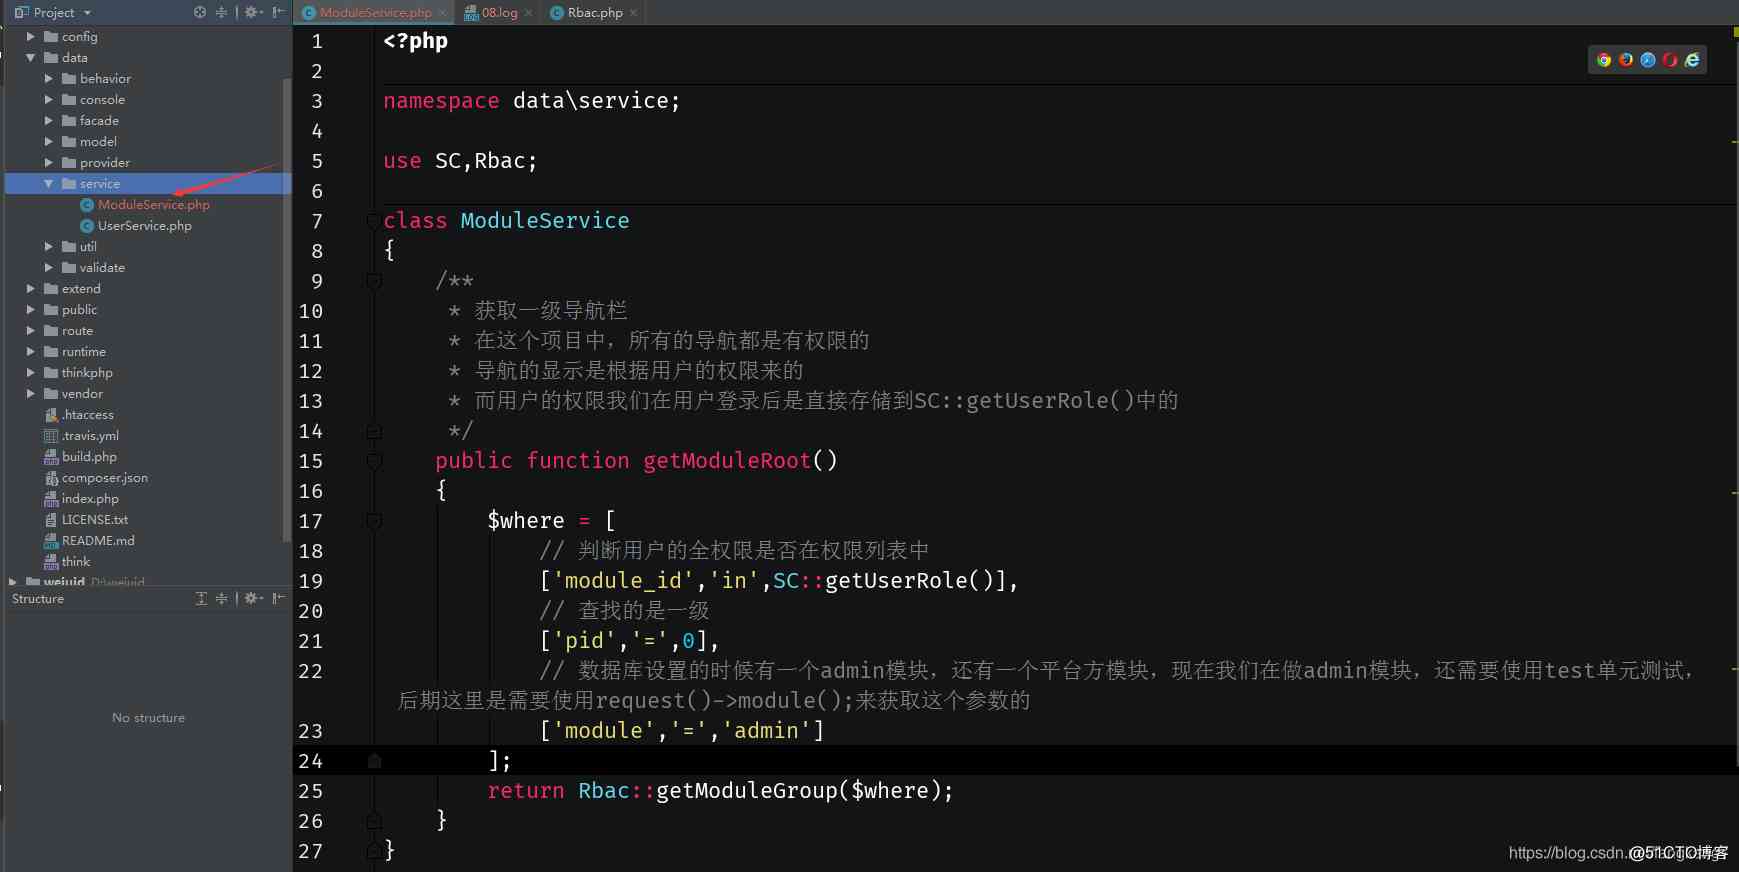 Project
ModuleService.php
08.log
Rbac.php
config
data
behavior
console
facade
model
provider
service
ModuleService.php
UserService.php
util
validate
extend
public
route
runtime
thinkphp
vendor
.htaccess
.travis.yml
build.php
composer.json
index.php
LICENSE.txt
README.md
think
weiuid D:\weiuid
Structure
No structure
1 <?php
2
3 namespace data\service;
4
5 use SC,Rbac;
6
7 class ModuleService
8 {
9 /**
10 * 获取一级导航栏
11 * 在这个项目中，所有的导航都是有权限的
12 * 导航的显示是根据用户的权限来的
13 * 而用户的权限我们在用户登录后是直接存储到SC::getUserRole()中的
14 */
15 public function getModuleRoot()
16 {
17 $where = [
18 // 判断用户的全权限是否在权限列表中
19 ['module_id','in',SC::getUserRole()],
20 // 查找的是一级
21 ['pid','=',0],
22 // 数据库设置的时候有一个admin模块，还有一个平台方模块，现在我们在做admin模块，还需要使用test单元测试，
后期这里是需要使用request()->module();来获取这个参数的
23 ['module','=','admin']
24 ];
25 return Rbac::getModuleGroup($where);
26 }
27 }
https://blog.csdn.
@51CTO博客